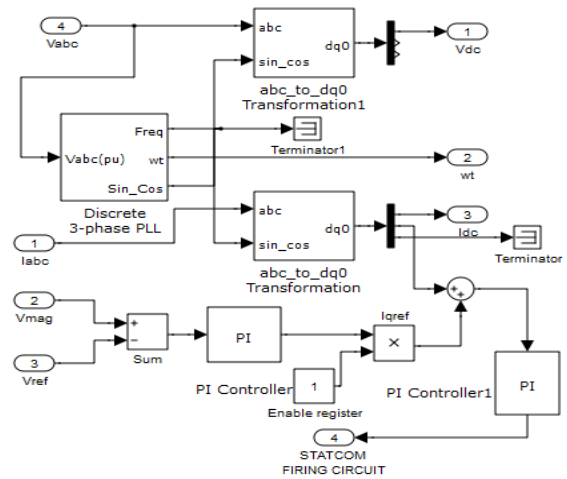 4
Vabc
abc
sin_cos
dq0
abc_to_dq0
Transformation1
1
Vdc
Vabc(pu)
Freq
wt
Sin_Cos
Discrete
3-phase PLL
Terminator1
2
wt
1
Iabc
abc
sin_cos
dq0
abc_to_dq0
Transformation
3
Idc
Terminator
2
Vmag
3
Vref
+
−
Sum
PI
PI Controller
1
Enable register
Iqref
×
+
+
PI
PI Controller1
4
STATCOM
FIRING CIRCUIT